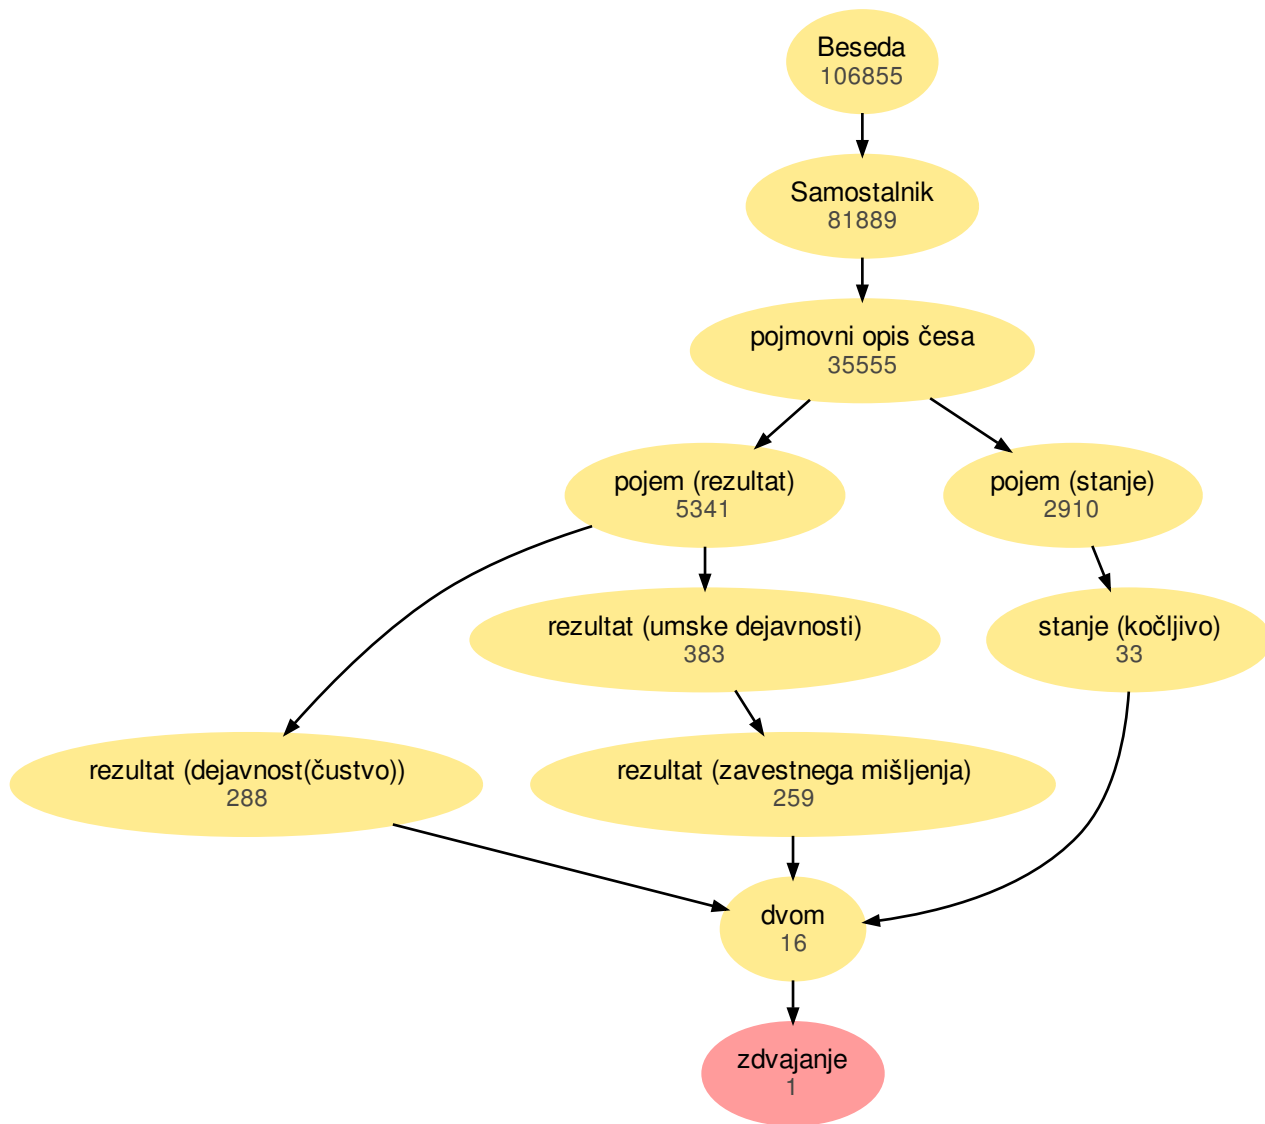 Beseda
106855
Samostalnik
81889
pojmovni opis česa
35555
pojem (rezultat)
5341
pojem (stanje)
2910
rezultat (umske dejavnosti)
383
stanje (kočljivo)
33
rezultat (dejavnost(čustvo))
288
rezultat (zavestnega mišljenja)
259
dvom
16
zdvajanje
1